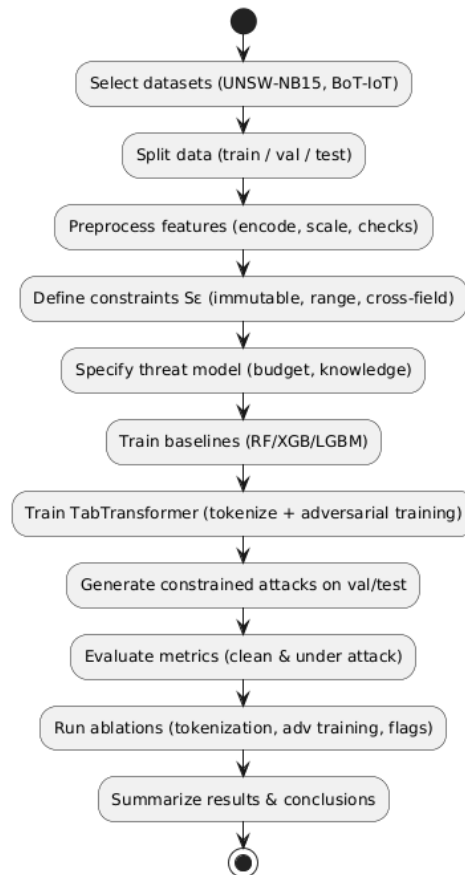 Select datasets (UNSW-NB15, BoT-IoT)
Split data (train / val / test)
Preprocess features (encode, scale, checks)
Define constraints Sε (immutable, range, cross-field)
Specify threat model (budget, knowledge)
Train baselines (RF/XGB/LGBM)
Train TabTransformer (tokenize + adversarial training)
Generate constrained attacks on val/test
Evaluate metrics (clean & under attack)
Run ablations (tokenization, adv training, flags)
Summarize results & conclusions